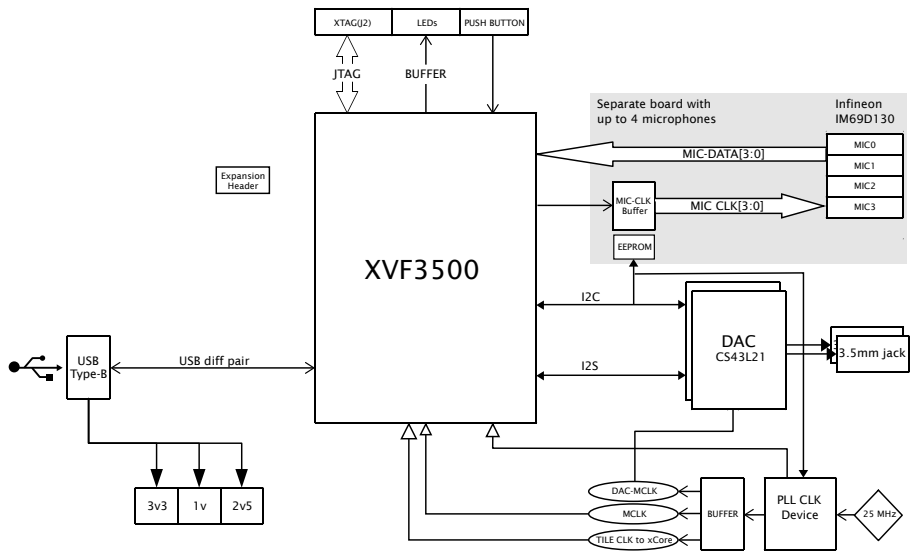 XTAG(J2)
LEDs
PUSH BUTTON
JTAG
BUFFER
Separate board with
up to 4 microphones
Infineon
IM69D130
MIC0
MIC1
MIC2
MIC3
MIC-DATA[3:0]
MIC-CLK
Buffer
MIC CLK[3:0]
EEPROM
Expansion
Header
XVF3500
I2C
I2S
DAC
CS43L21
3.5mm jack
USB
Type-B
USB diff pair
3v3
1v
2v5
DAC-MCLK
MCLK
TILE CLK to xCore
BUFFER
PLL CLK
Device
25 MHz